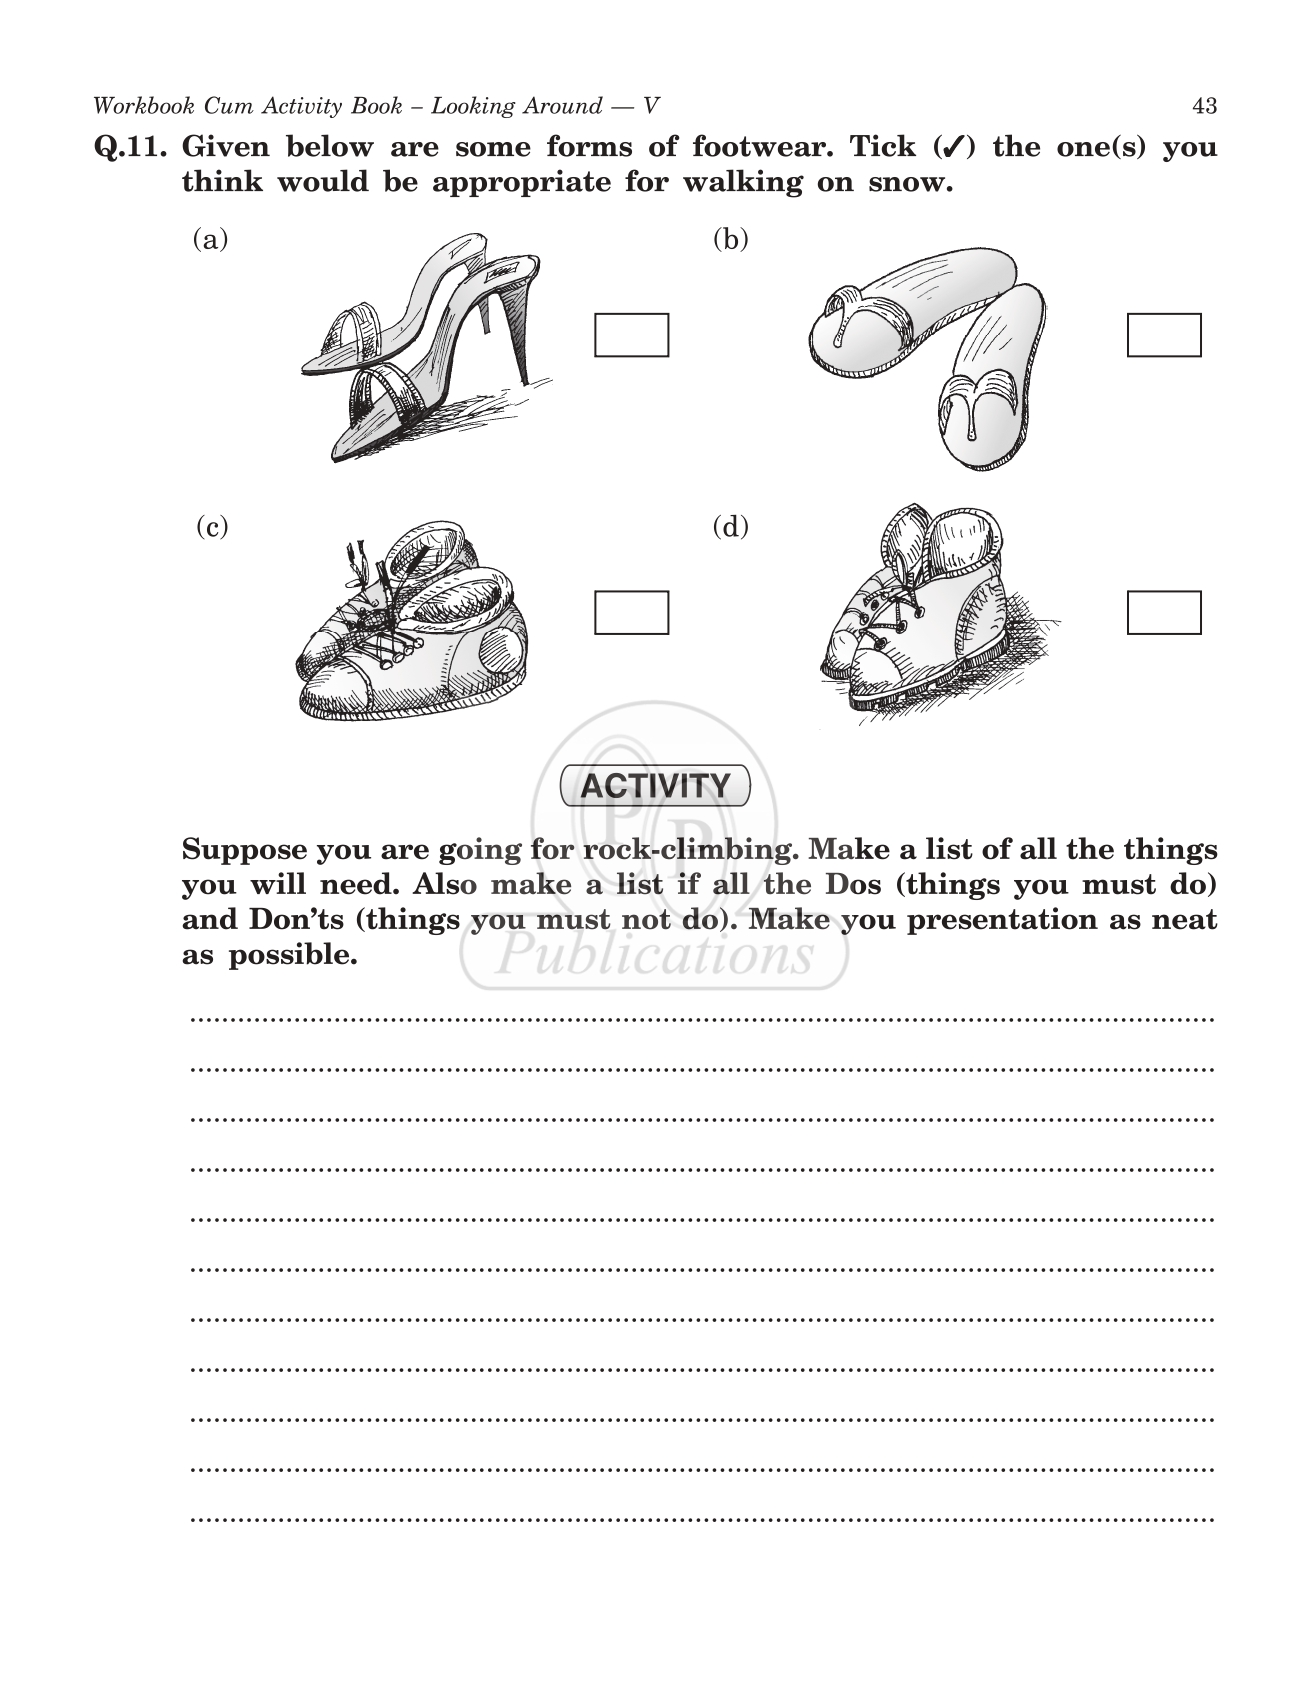 Workbook Cum Activity Book – Looking Around — V 43
Q.11. Given below are some forms of footwear. Tick (✓) the one(s) you
think would be appropriate for walking on snow.
(a) (b)
(c) (d)
ACTIVITY
Suppose you are going for rock-climbing. Make a list of all the things
you will need. Also make a list if all the Dos (things you must do)
and Don'ts (things you must not do). Make you presentation as neat
as possible.
PP
Publications